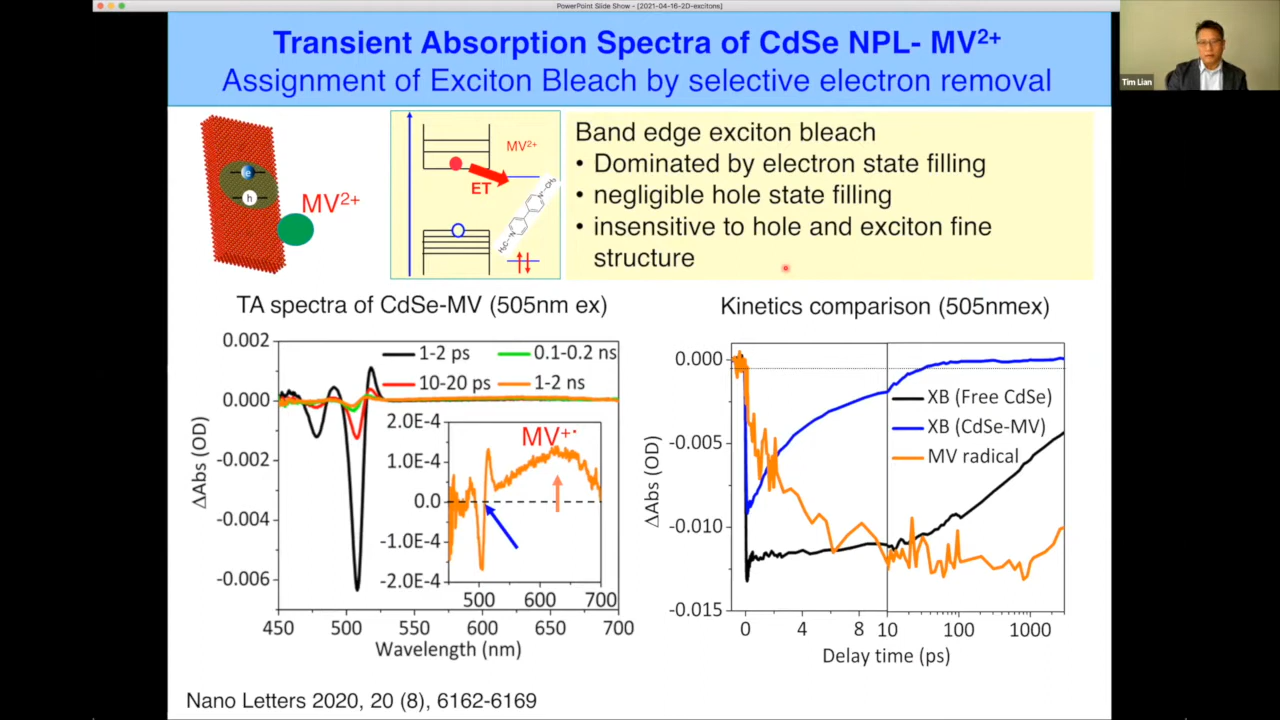 PowerPoint Slide Show - [2021-04-16-2D-excitons]
Transient Absorption Spectra of CdSe NPL- MV2+
Assignment of Exciton Bleach by selective electron removal
Tim Lian
e
h
MV2+
MV2+
ET
H₃C—N
N—CH₃
Band edge exciton bleach
• Dominated by electron state filling
• negligible hole state filling
• insensitive to hole and exciton fine
structure
TA spectra of CdSe-MV (505nm ex)
0.002
0.000
-0.002
-0.004
-0.006
ΔAbs (OD)
1-2 ps
0.1-0.2 ns
10-20 ps
1-2 ns
2.0E-4
1.0E-4
0.0
-1.0E-4
-2.0E-4
MV+•
500 600 700
450 500 550 600 650 700
Wavelength (nm)
Kinetics comparison (505nmex)
0.000
-0.005
-0.010
-0.015
ΔAbs (OD)
XB (Free CdSe)
XB (CdSe-MV)
MV radical
0 4 8 10 100 1000
Delay time (ps)
Nano Letters 2020, 20 (8), 6162-6169